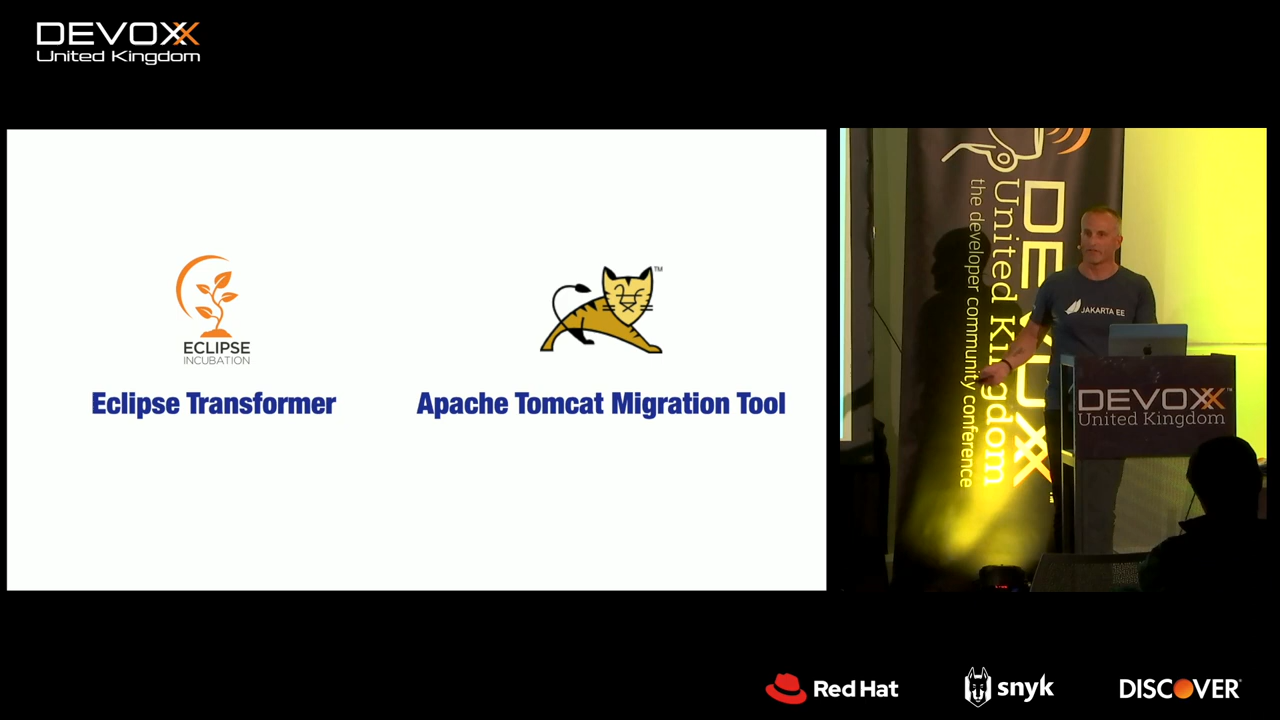 DEVOXX
United Kingdom
ECLIPSE
INCUBATION
Eclipse Transformer
TM
Apache Tomcat Migration Tool
DEVOXX
United Kingdom
the developer community conference
JAKARTA EE
DEVOXX™
United Kingdom
Red Hat
snyk
DISCOVER